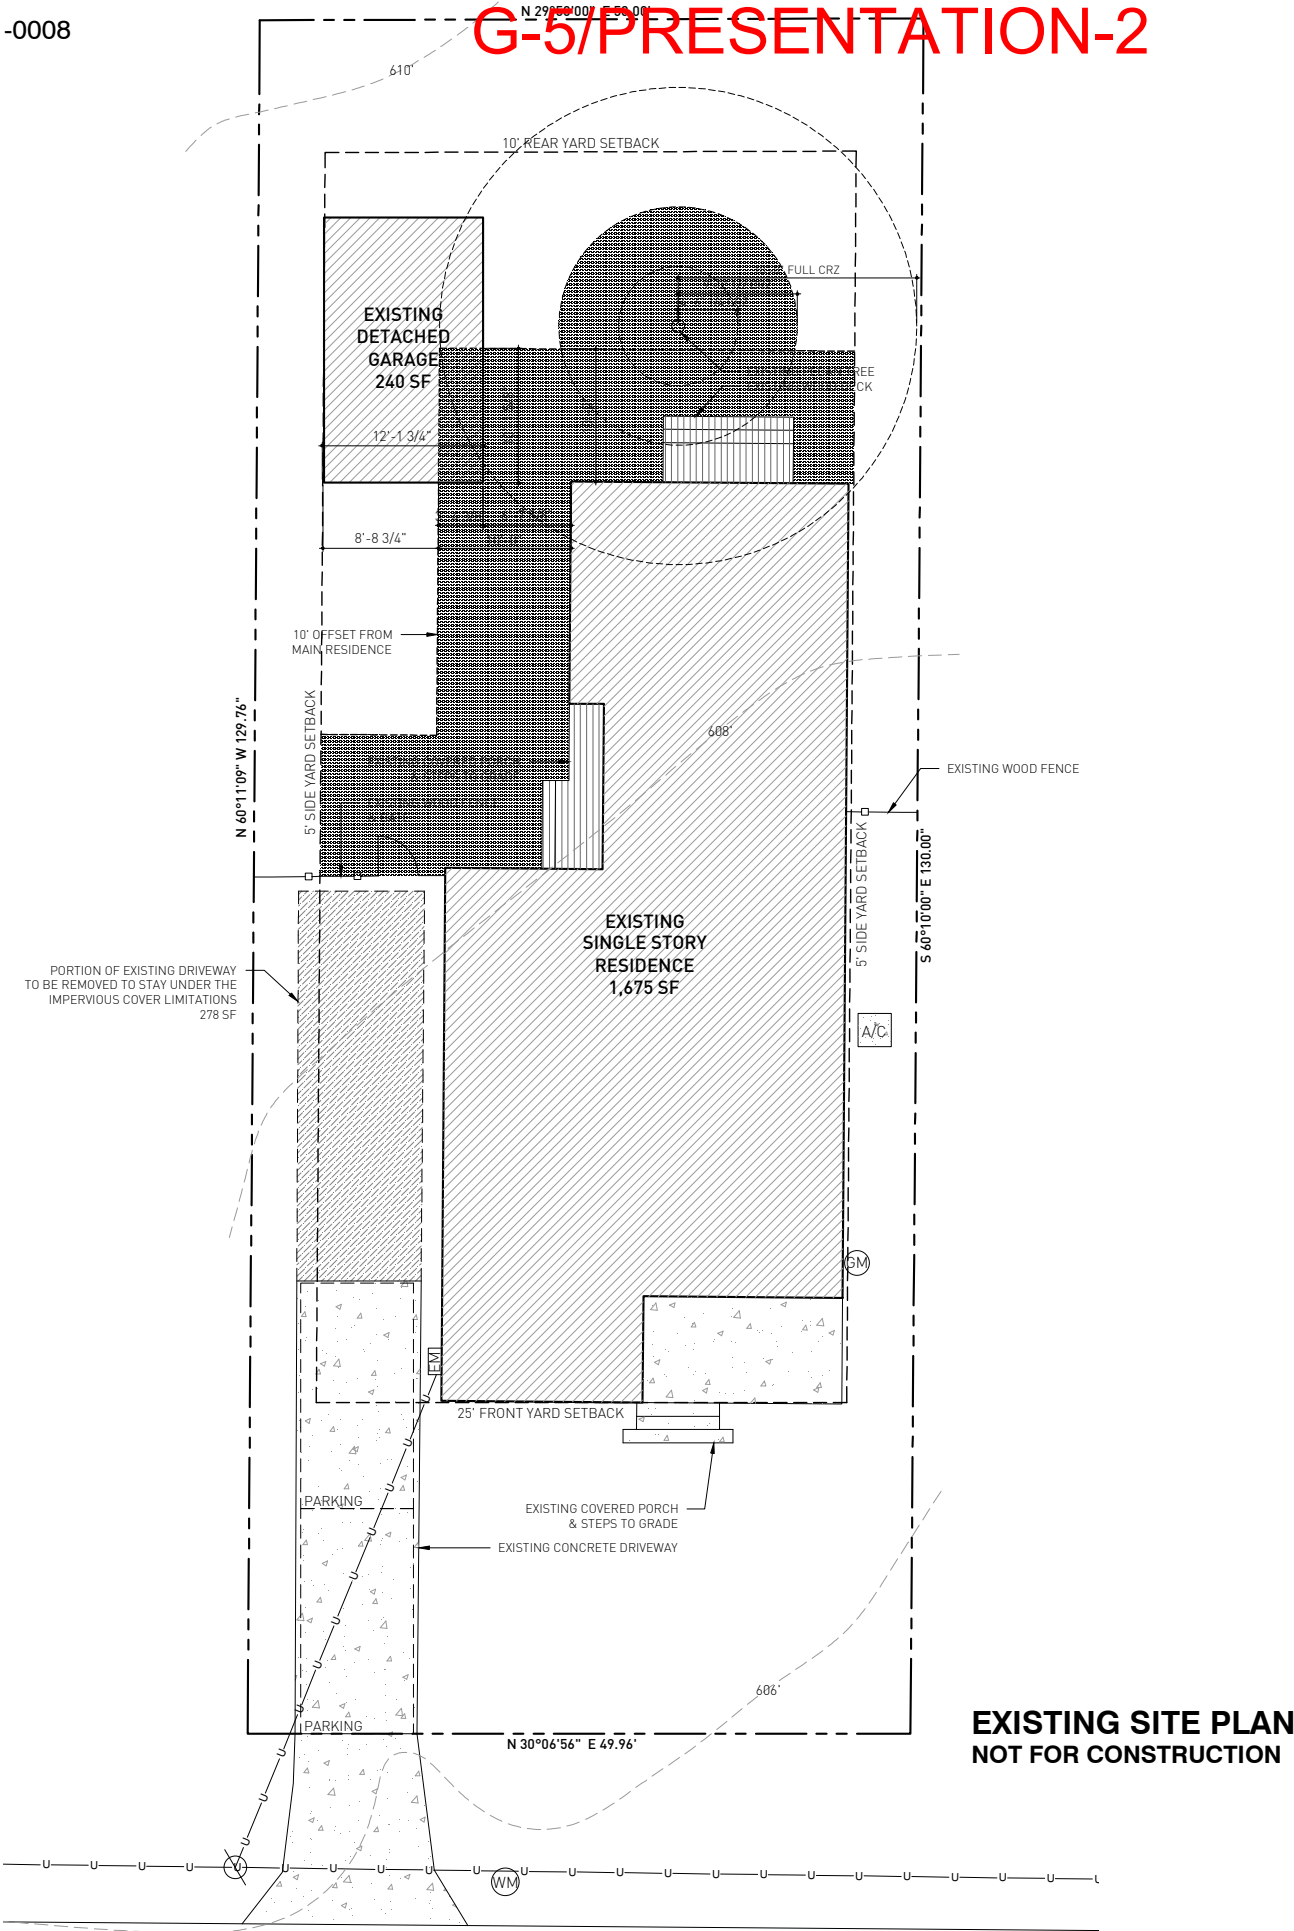 -0008
G-5/PRESENTATION-2
N 29°50'00" E 50.00'
610'
10' REAR YARD SETBACK
FULL CRZ
EXISTING
DETACHED
GARAGE
240 SF
12'-1 3/4"
8'-8 3/4"
10' OFFSET FROM
MAIN RESIDENCE
N 60°11'09" W 129.76"
5' SIDE YARD SETBACK
608'
EXISTING WOOD FENCE
5' SIDE YARD SETBACK
S 60°10'00" E 130.00"
EXISTING
SINGLE STORY
RESIDENCE
1,675 SF
PORTION OF EXISTING DRIVEWAY
TO BE REMOVED TO STAY UNDER THE
IMPERVIOUS COVER LIMITATIONS
278 SF
A/C
GM
EM
25' FRONT YARD SETBACK
PARKING
EXISTING COVERED PORCH
& STEPS TO GRADE
EXISTING CONCRETE DRIVEWAY
606'
PARKING
N 30°06'56" E 49.96'
EXISTING SITE PLAN
NOT FOR CONSTRUCTION
U U U U U U U U U
U U U U U U U U U U U U U U U U U U U U U U
WM